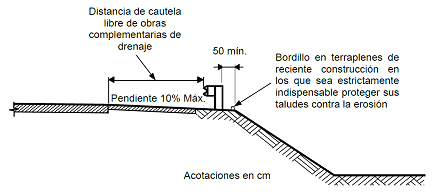 Distancia de cautela
libre de obras
complementarias de
drenaje
50 mín.
Bordillo en terraplenes de
reciente construcción en
los que sea estrictamente
indispensable proteger sus
taludes contra la erosión
Pendiente 10% Máx.
Acotaciones en cm